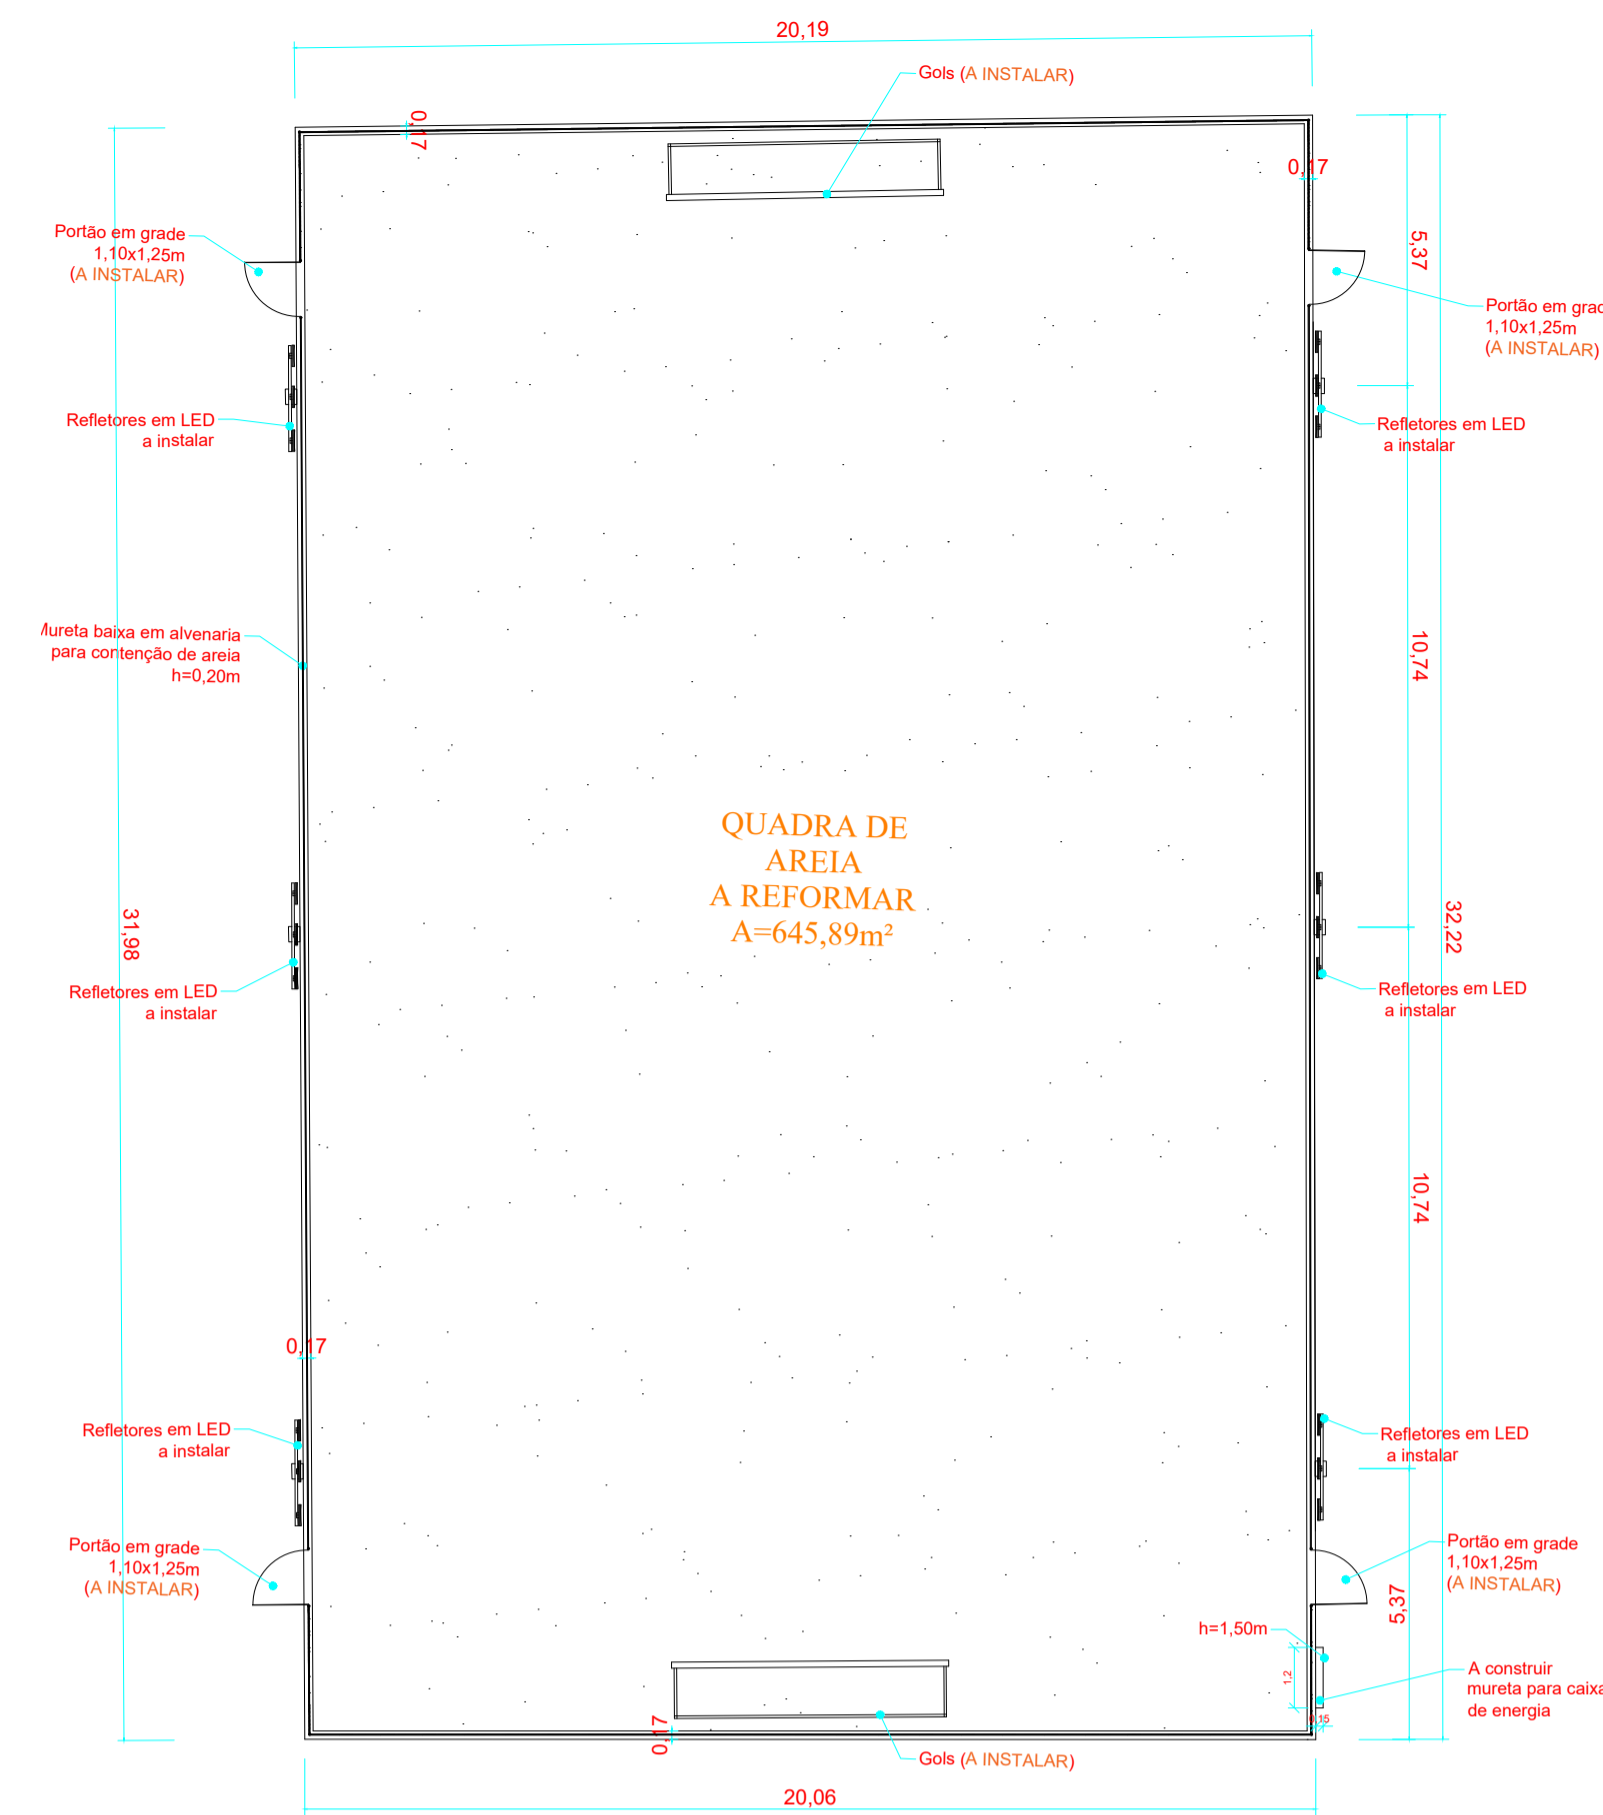 20,19
Gols (A INSTALAR)
0,17
0,17
Portão em grade
1,10x1,25m
(A INSTALAR)
5,37
Portão em
1,10x1,25m
(A INSTALAR)
Refletores em LED
a instalar
Refletores em LED
a instalar
baixa em alvenaria
para contenção de areia
h=0,20m
10,74
QUADRA DE
AREIA
A REFORMAR
A=645,89m²
31,98
32,22
Refletores em LED
a instalar
Refletores em LED
a instalar
10,74
0,17
Refletores em LED
a instalar
Refletores em LED
a instalar
Portão em grade
1,10x1,25m
(A INSTALAR)
Portão em grade
1,10x1,25m
(A INSTALAR)
5,37
h=1,50m
1,2
A construir
mureta para caixa
de energia
0,15
0,17
Gols (A INSTALAR)
20,06